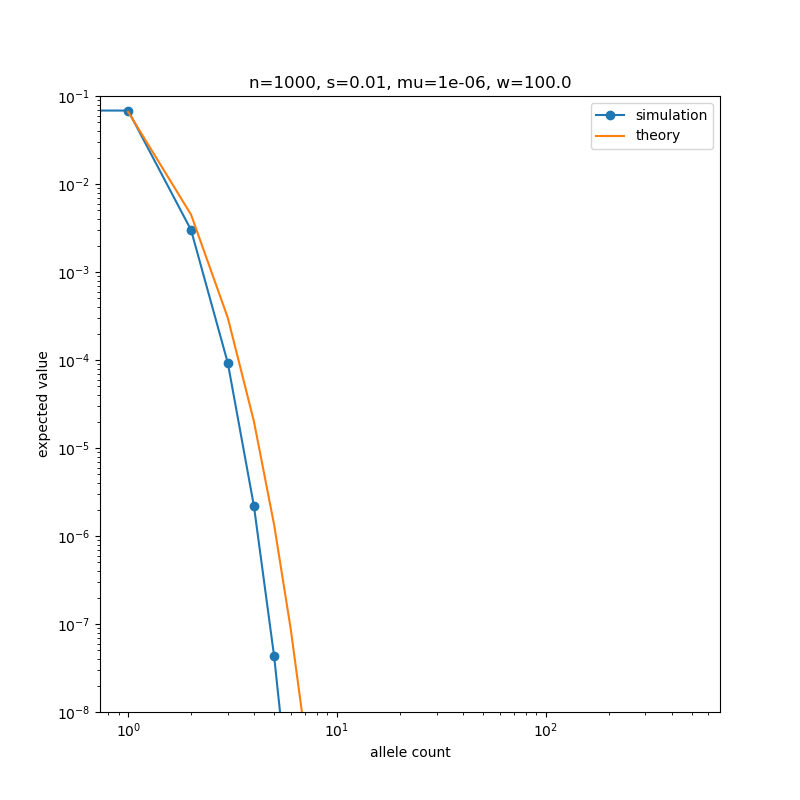 n=1000, s=0.01, mu=1e-06, w=100.0
simulation
theory
10⁻¹
10⁻²
10⁻³
10⁻⁴
10⁻⁵
10⁻⁶
10⁻⁷
10⁻⁸
expected value
10⁰ 10¹ 10²
allele count